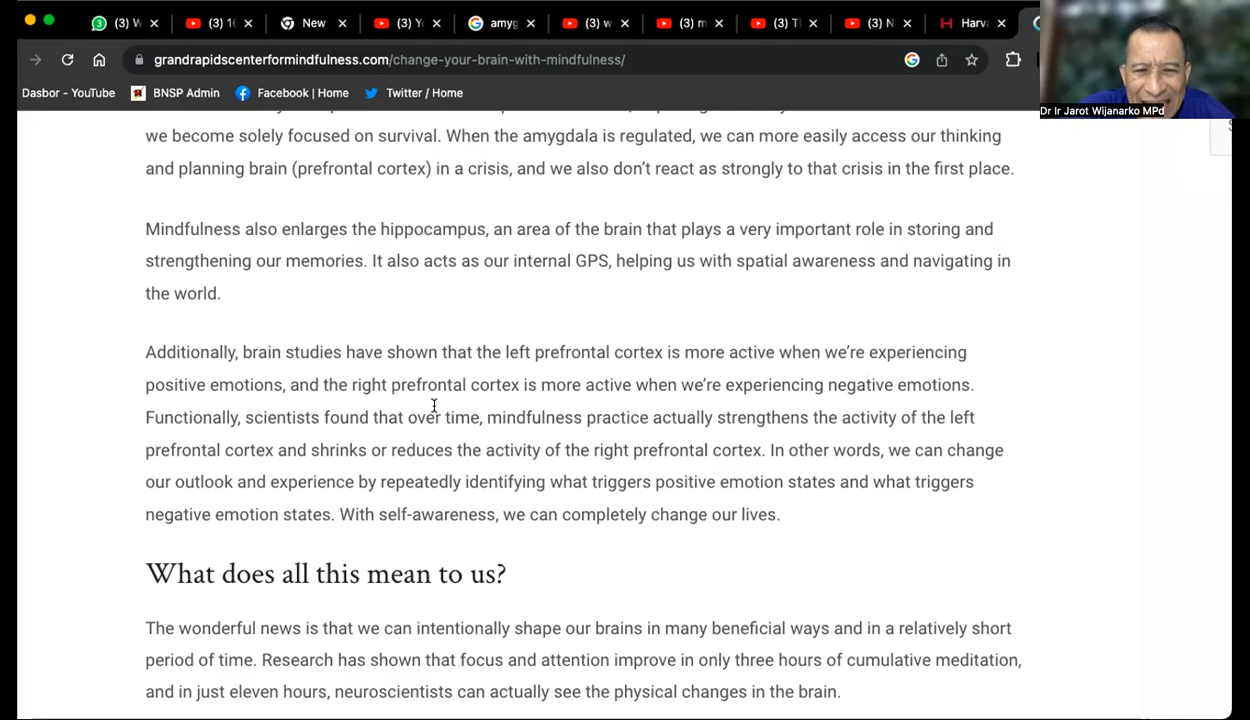 (3) W
(3) 16
New
(3) Yo
amyg
(3) w
(3) m
(3) Tl
(3) N
Harva
grandrapidscenterformindfulness.com/change-your-brain-with-mindfulness/
Dasbor - YouTube
BNSP Admin
Facebook | Home
Twitter / Home
Dr Ir Jarot Wijanarko MPd
we become solely focused on survival. When the amygdala is regulated, we can more easily access our thinking
and planning brain (prefrontal cortex) in a crisis, and we also don’t react as strongly to that crisis in the first place.
Mindfulness also enlarges the hippocampus, an area of the brain that plays a very important role in storing and
strengthening our memories. It also acts as our internal GPS, helping us with spatial awareness and navigating in
the world.
Additionally, brain studies have shown that the left prefrontal cortex is more active when we’re experiencing
positive emotions, and the right prefrontal cortex is more active when we’re experiencing negative emotions.
Functionally, scientists found that over time, mindfulness practice actually strengthens the activity of the left
prefrontal cortex and shrinks or reduces the activity of the right prefrontal cortex. In other words, we can change
our outlook and experience by repeatedly identifying what triggers positive emotion states and what triggers
negative emotion states. With self-awareness, we can completely change our lives.
What does all this mean to us?
The wonderful news is that we can intentionally shape our brains in many beneficial ways and in a relatively short
period of time. Research has shown that focus and attention improve in only three hours of cumulative meditation,
and in just eleven hours, neuroscientists can actually see the physical changes in the brain.